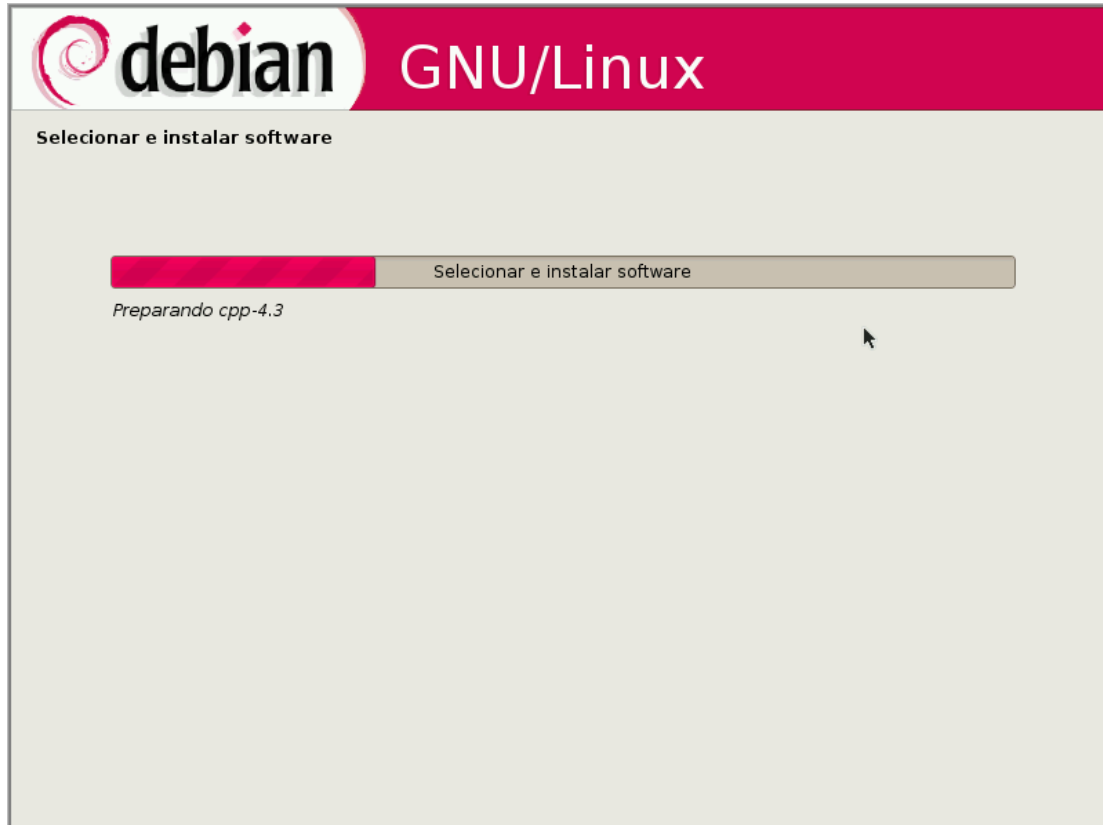 debian GNU/Linux
Selecionar e instalar software
Selecionar e instalar software
Preparando cpp-4.3